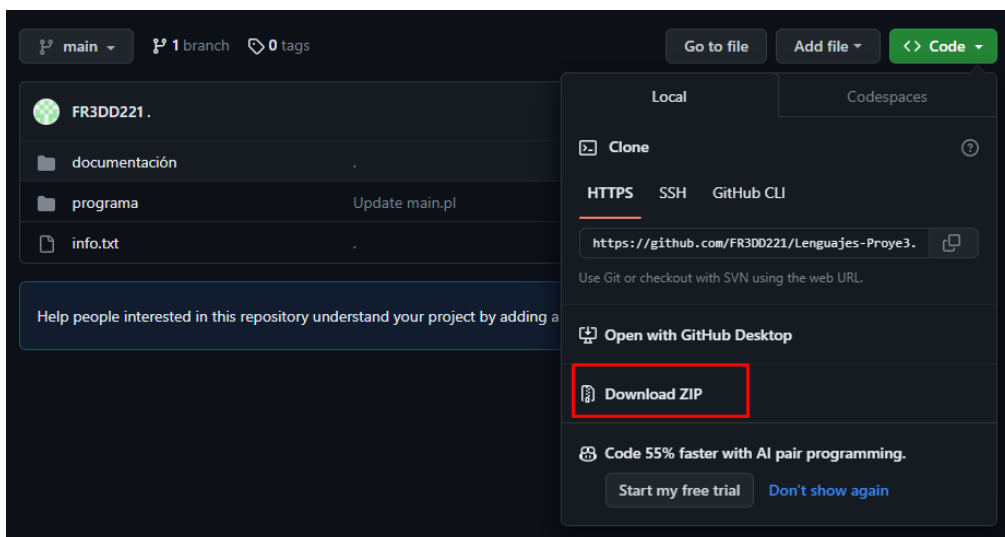 main 1 branch 0 tags Go to file Add file <> Code
FR3DD221 .
documentación .
programa Update main.pl
info.txt .
Help people interested in this repository understand your project by adding a
Local Codespaces
Clone
HTTPS SSH GitHub CLI
https://github.com/FR3DD221/Lenguajes-Proye3.
Use Git or checkout with SVN using the web URL.
Open with GitHub Desktop
Download ZIP
Code 55% faster with AI pair programming.
Start my free trial Don't show again